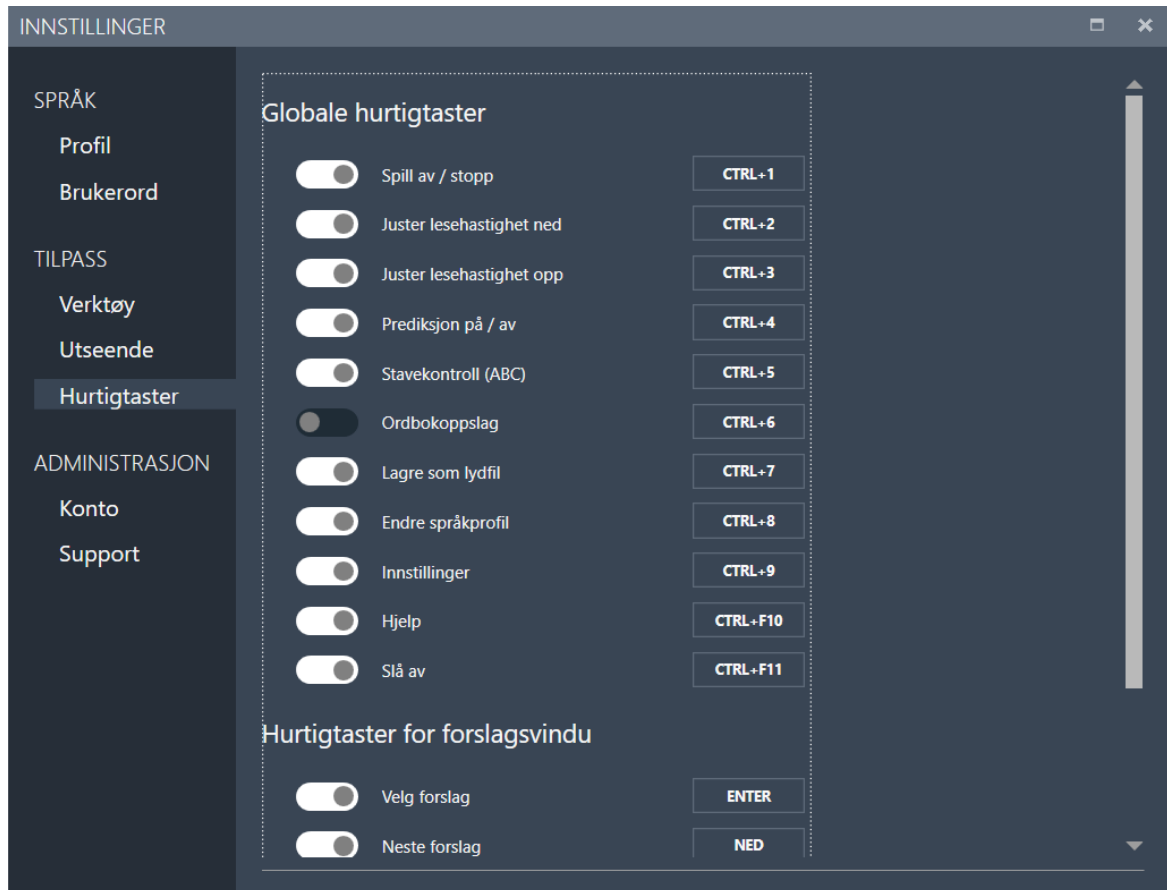 INNSTILLINGER
SPRÅK
Profil
Brukerord
TILPASS
Verktøy
Utseende
Hurtigtaster
ADMINISTRASJON
Konto
Support
Globale hurtigtaster
Spill av / stopp CTRL+1
Juster lesehastighet ned CTRL+2
Juster lesehastighet opp CTRL+3
Prediksjon på / av CTRL+4
Stavekontroll (ABC) CTRL+5
Ordbokoppslag CTRL+6
Lagre som lydfil CTRL+7
Endre språkprofil CTRL+8
Innstillinger CTRL+9
Hjelp CTRL+F10
Slå av CTRL+F11
Hurtigtaster for forslagsvindu
Velg forslag ENTER
Neste forslag NED